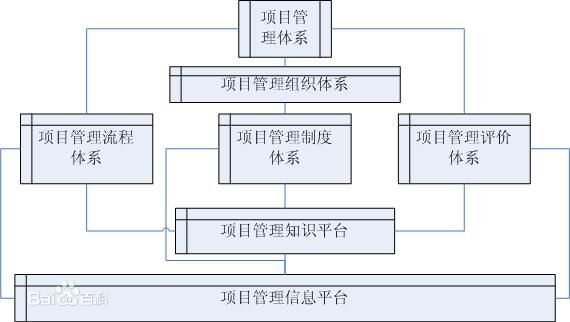 项目管
理体系
项目管理组织体系
项目管理流程
体系
项目管理制度
体系
项目管理评价
体系
项目管理知识平台
项目管理信息平台
Bai百科